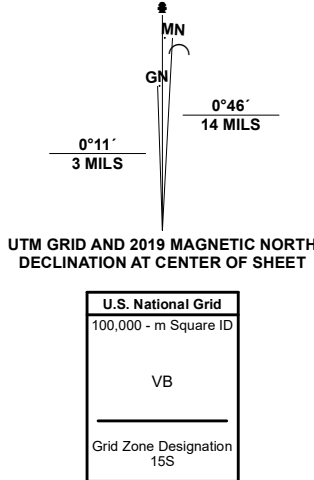 MN
GN
0°46´
14 MILS
0°11´
3 MILS
UTM GRID AND 2019 MAGNETIC NORTH
DECLINATION AT CENTER OF SHEET
U.S. National Grid
100,000 - m Square ID
VB
Grid Zone Designation
15S